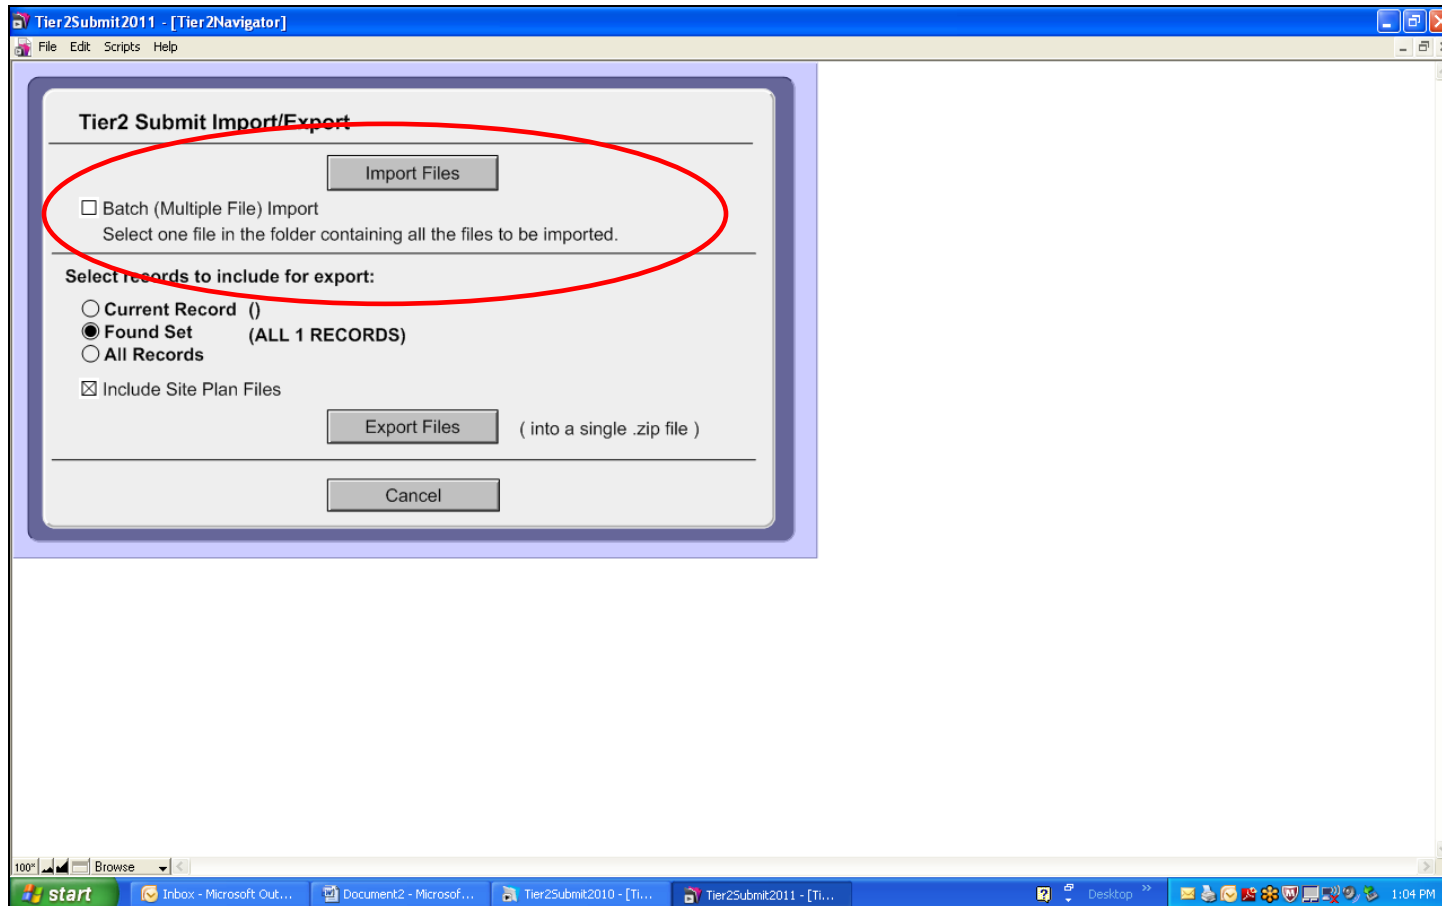 Tier2Submit2011 - [Tier2Navigator]
File Edit Scripts Help
Tier2 Submit Import/Export
Import Files
Batch (Multiple File) Import
Select one file in the folder containing all the files to be imported.
Select records to include for export:
Current Record ()
Found Set (ALL 1 RECORDS)
All Records
Include Site Plan Files
Export Files ( into a single .zip file )
Cancel
100 Browse
start Inbox - Microsoft Out... Document2 - Microsof... Tier2Submit2010 - [Ti... Tier2Submit2011 - [Ti... Desktop 1:04 PM